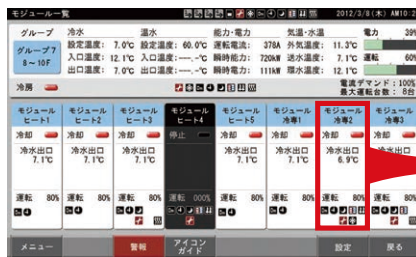 モジュール一覧 2012/3/8(木) AM10:2
グループ 冷水 温水 能力・電力 気温・水温 電力 39%
グループ7 8～10F
設定温度: 7.0℃ 設定温度: 60.0℃ 運転電流: 378A 外気温度: 11.3℃
入口温度: 12.1℃ 入口温度: ---.-℃ 瞬時能力: 720kW 送水温度: 7.1℃ 運転 60%
出口温度: 7.0℃ 出口温度: ---.-℃ 瞬時電力: 111kW 環水温度: 12.1℃
冷房 電流デマンド:100%
最大運転台数: 8台
モジュール モジュール モジュール モジュール モジュール モジュール モジュール モジュール
ヒート1 ヒート2 ヒート3 ヒート4 ヒート5 冷専1 冷専2 冷専3
冷却 冷却 冷却 停止 冷却 冷却 冷却 冷却
冷水出口 冷水出口 冷水出口 冷水出口 冷水出口 冷水出口 冷水出口
7.1℃ 7.1℃ 7.1℃ 7.1℃ 7.1℃ 6.9℃ 7.1℃
運転 80% 運転 80% 運転 80% 運転 000% 運転 80% 運転 80% 運転 80% 運転 80%
メニュー 警報 アイコンガイド 設定 戻る